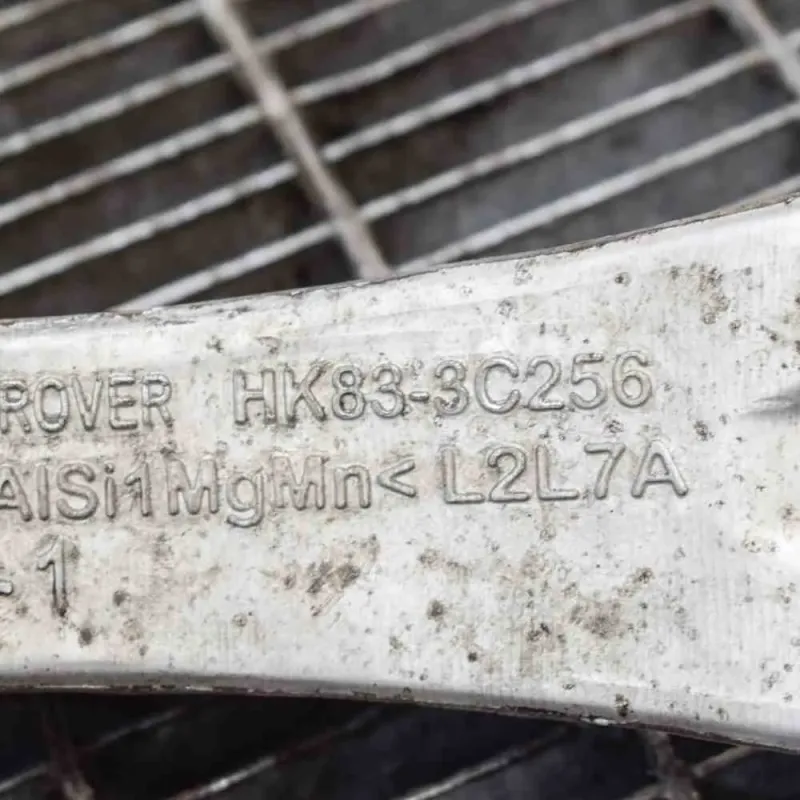 ROVER HK83-3C256
AlSi1MgMn< L2L7A
- 1